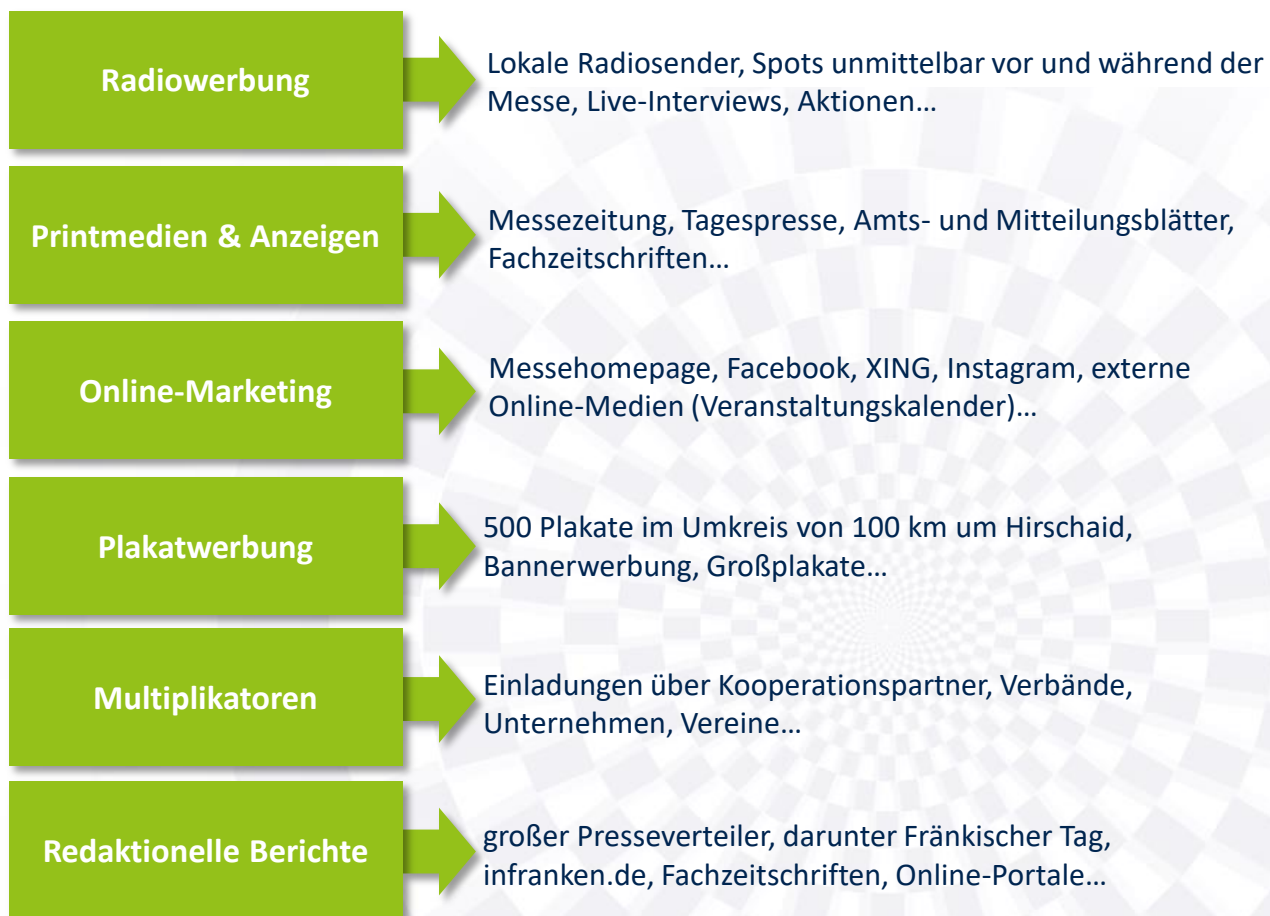 Radiowerbung
Lokale Radiosender, Spots unmittelbar vor und während der
Messe, Live-Interviews, Aktionen…
Printmedien & Anzeigen
Messezeitung, Tagespresse, Amts- und Mitteilungsblätter,
Fachzeitschriften…
Online-Marketing
Messehomepage, Facebook, XING, Instagram, externe
Online-Medien (Veranstaltungskalender)…
Plakatwerbung
500 Plakate im Umkreis von 100 km um Hirschaid,
Bannerwerbung, Großplakate…
Multiplikatoren
Einladungen über Kooperationspartner, Verbände,
Unternehmen, Vereine…
Redaktionelle Berichte
großer Presseverteiler, darunter Fränkischer Tag,
infranken.de, Fachzeitschriften, Online-Portale…